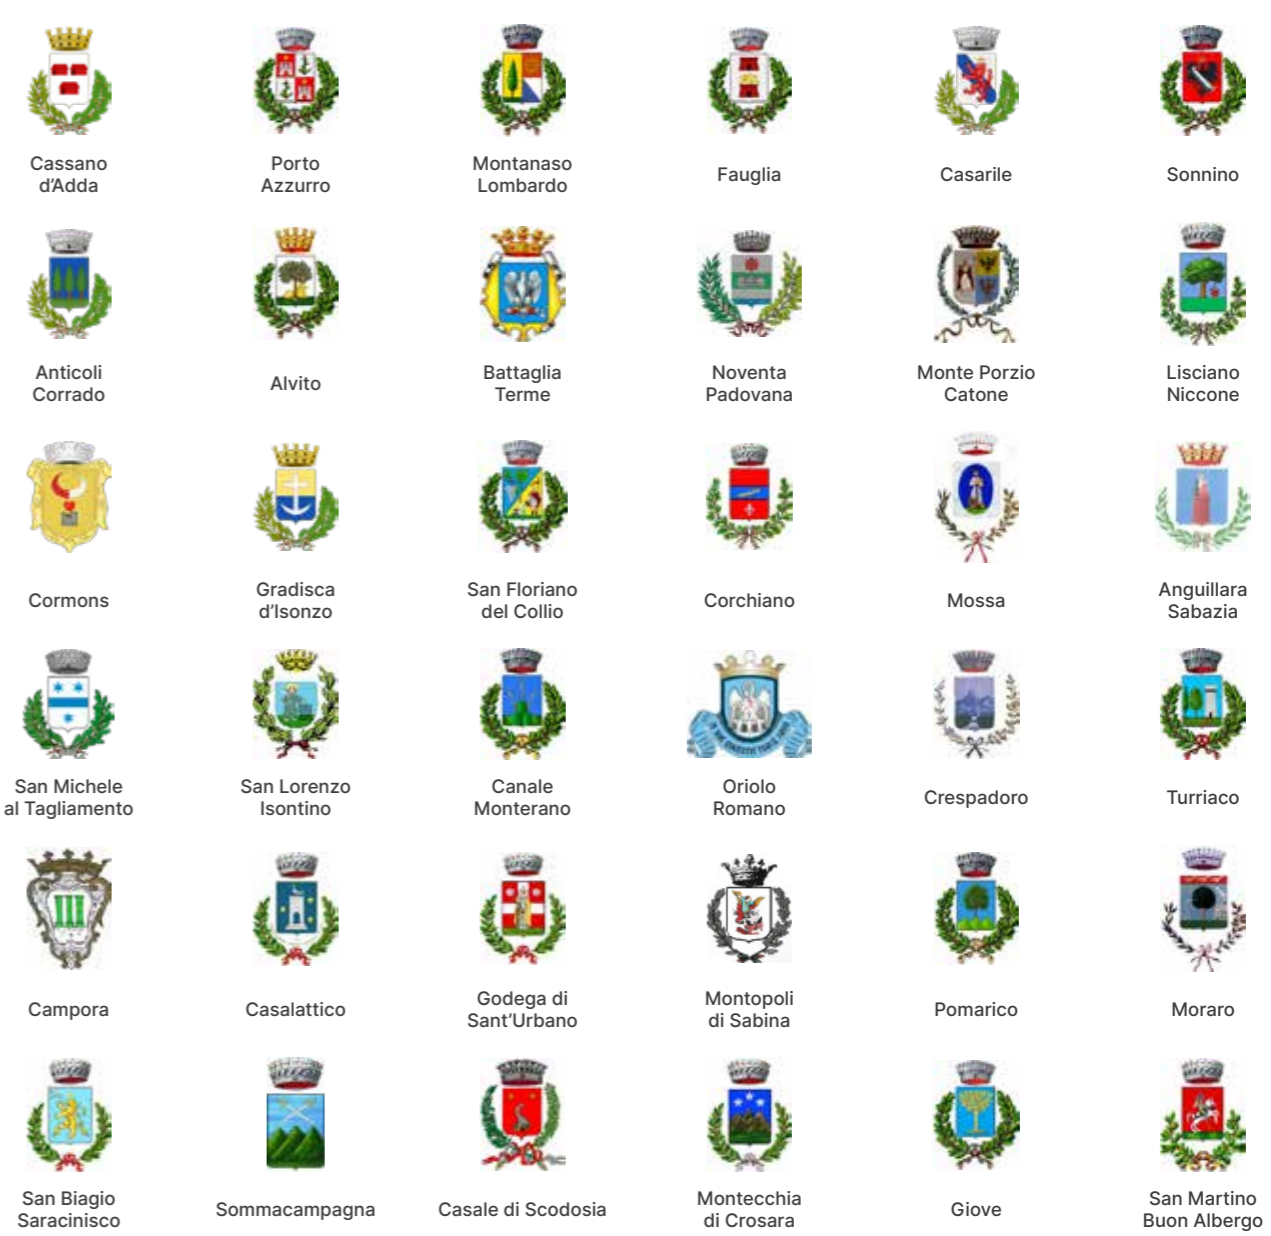 Cassano
d’Adda
Porto
Azzurro
Montanaso
Lombardo
Fauglia
Casarile
Sonnino
Anticoli
Corrado
Alvito
Battaglia
Terme
Noventa
Padovana
Monte Porzio
Catone
Lisciano
Niccone
Cormons
Gradisca
d’Isonzo
San Floriano
del Collio
Corchiano
Mossa
Anguillara
Sabazia
San Michele
al Tagliamento
San Lorenzo
Isontino
Canale
Monterano
Oriolo
Romano
Crespadoro
Turriaco
Campora
Casalattico
Godega di
Sant’Urbano
Montopoli
di Sabina
Pomarico
Moraro
San Biagio
Saracinisco
Sommacampagna
Casale di Scodosia
Montecchia
di Crosara
Giove
San Martino
Buon Albergo